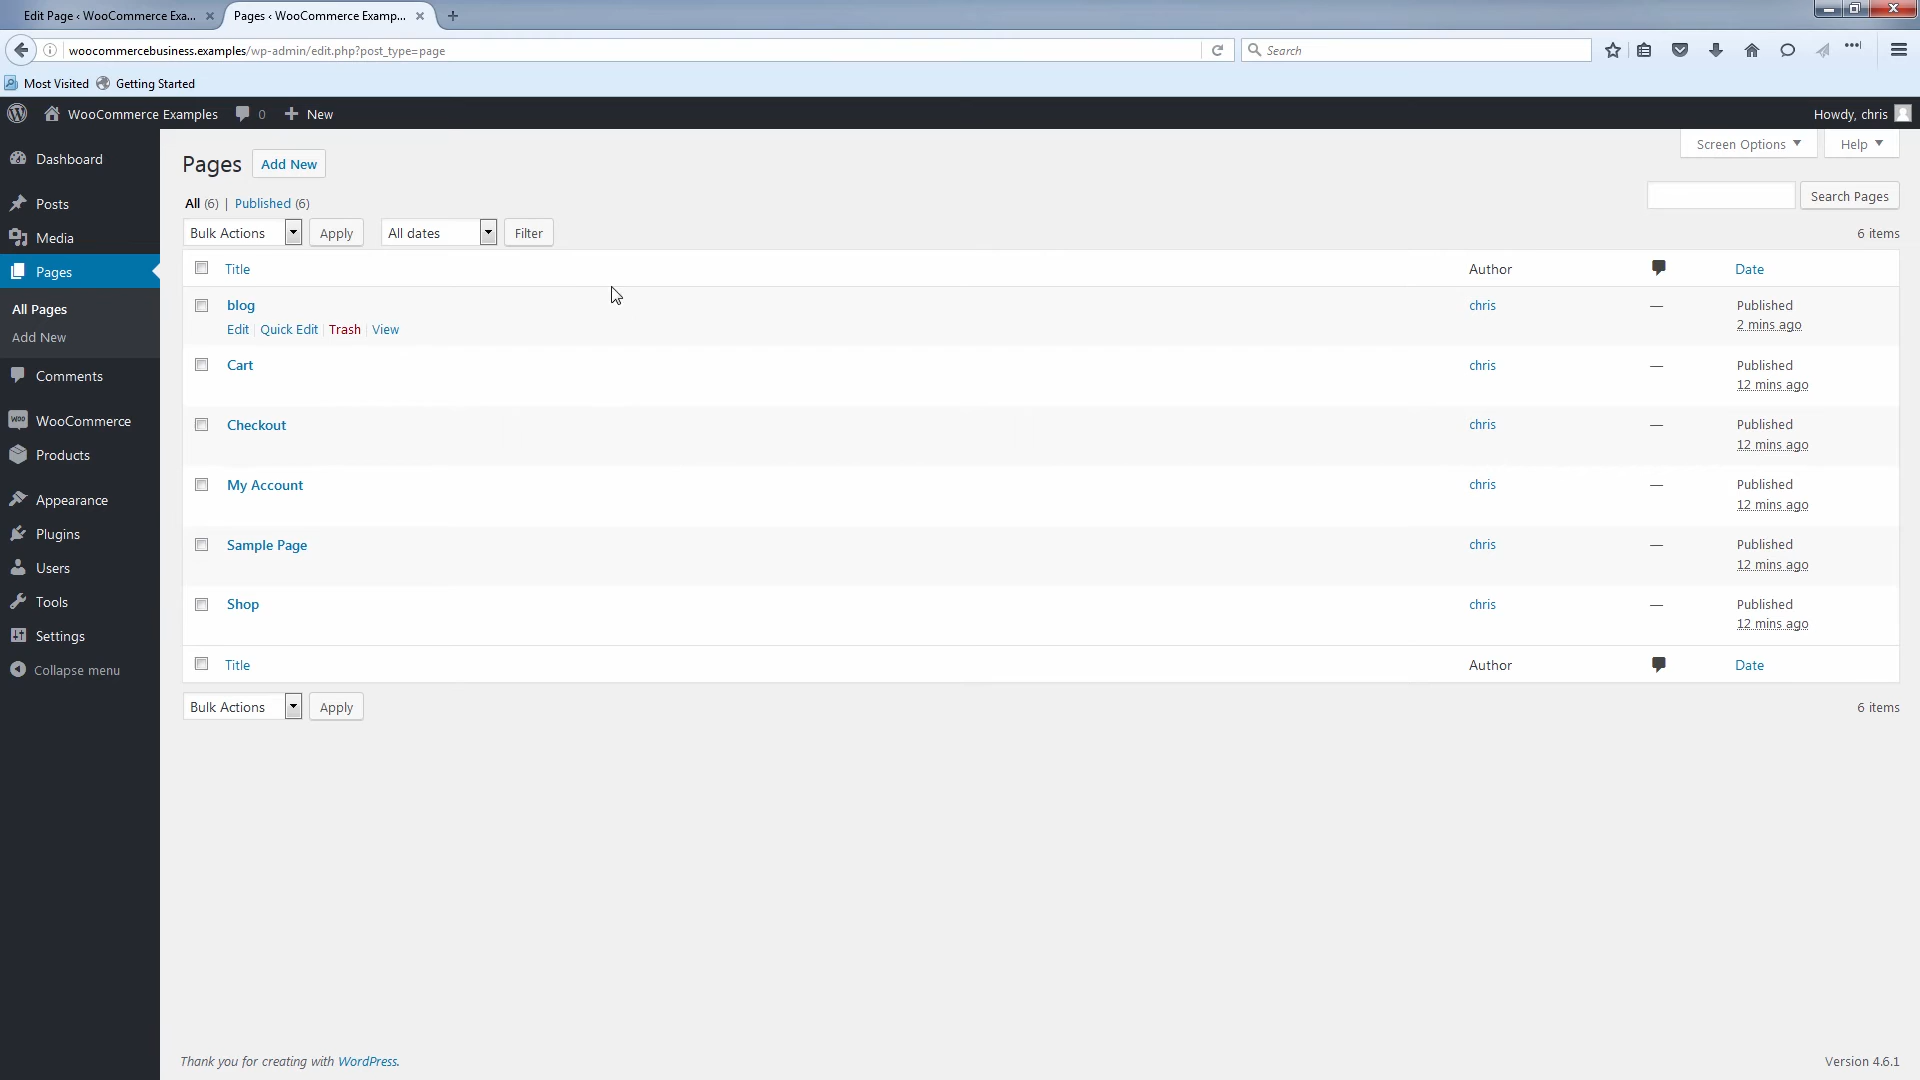 Edit Page ‹ WooCommerce Exa...
Pages ‹ WooCommerce Examp...
woocommercebusiness.examples/wp-admin/edit.php?post_type=page
Search
Most Visited
Getting Started
WooCommerce Examples
0
New
Howdy, chris
Dashboard
Posts
Media
Pages
All Pages
Add New
Comments
WooCommerce
Products
Appearance
Plugins
Users
Tools
Settings
Collapse menu
Pages
Add New
Screen Options
Help
All (6) | Published (6)
Search Pages
Bulk Actions
Apply
All dates
Filter
6 items
Title
Author
Date
blog
chris
—
Published
2 mins ago
Edit | Quick Edit | Trash | View
Cart
chris
—
Published
12 mins ago
Checkout
chris
—
Published
12 mins ago
My Account
chris
—
Published
12 mins ago
Sample Page
chris
—
Published
12 mins ago
Shop
chris
—
Published
12 mins ago
Title
Author
Date
Bulk Actions
Apply
6 items
Thank you for creating with WordPress.
Version 4.6.1